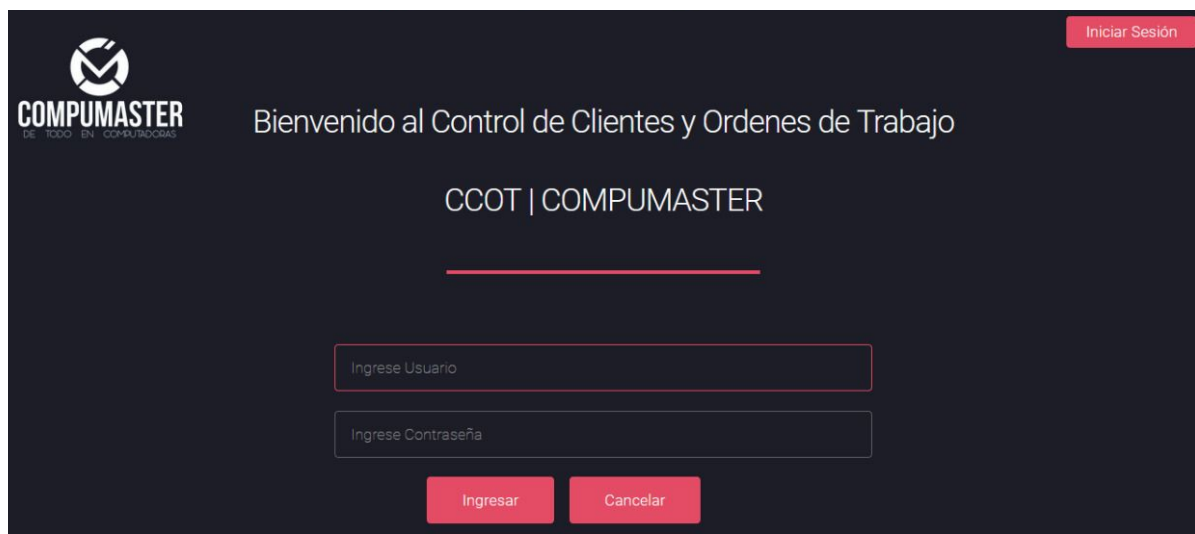 Iniciar Sesión
COMPUMASTER
DE TODO EN COMPUTADORAS
Bienvenido al Control de Clientes y Ordenes de Trabajo
CCOT | COMPUMASTER
Ingrese Usuario
Ingrese Contraseña
Ingresar Cancelar